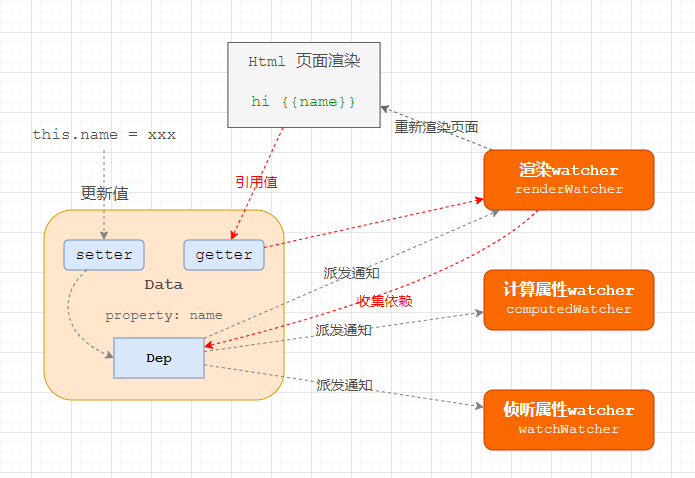 Html 页面渲染
hi {{name}}
this.name = xxx
重新渲染页面
渲染watcher
renderWatcher
更新值
引用值
setter
getter
Data
property: name
Dep
派发通知
收集依赖
派发通知
派发通知
计算属性watcher
computedWatcher
侦听属性watcher
watchWatcher